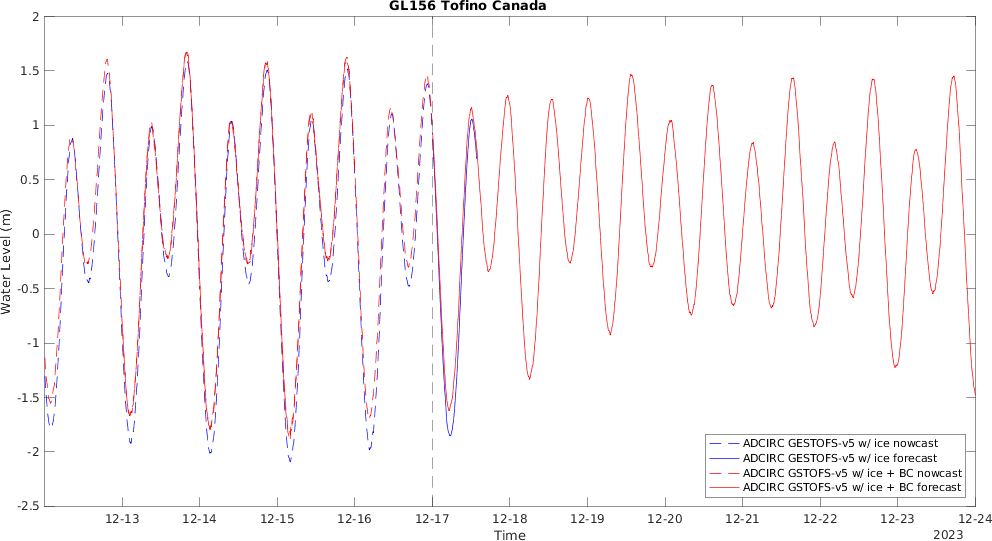 GL156 Tofino Canada
2
1.5
1
0.5
0
-0.5
-1
-1.5
-2
-2.5
Water Level (m)
12-13 12-14 12-15 12-16 12-17 12-18 12-19 12-20 12-21 12-22 12-23 12-24
Time
2023
ADCIRC GESTOFS-v5 w/ ice nowcast
ADCIRC GESTOFS-v5 w/ ice forecast
ADCIRC GSTOFS-v5 w/ ice + BC nowcast
ADCIRC GSTOFS-v5 w/ ice + BC forecast